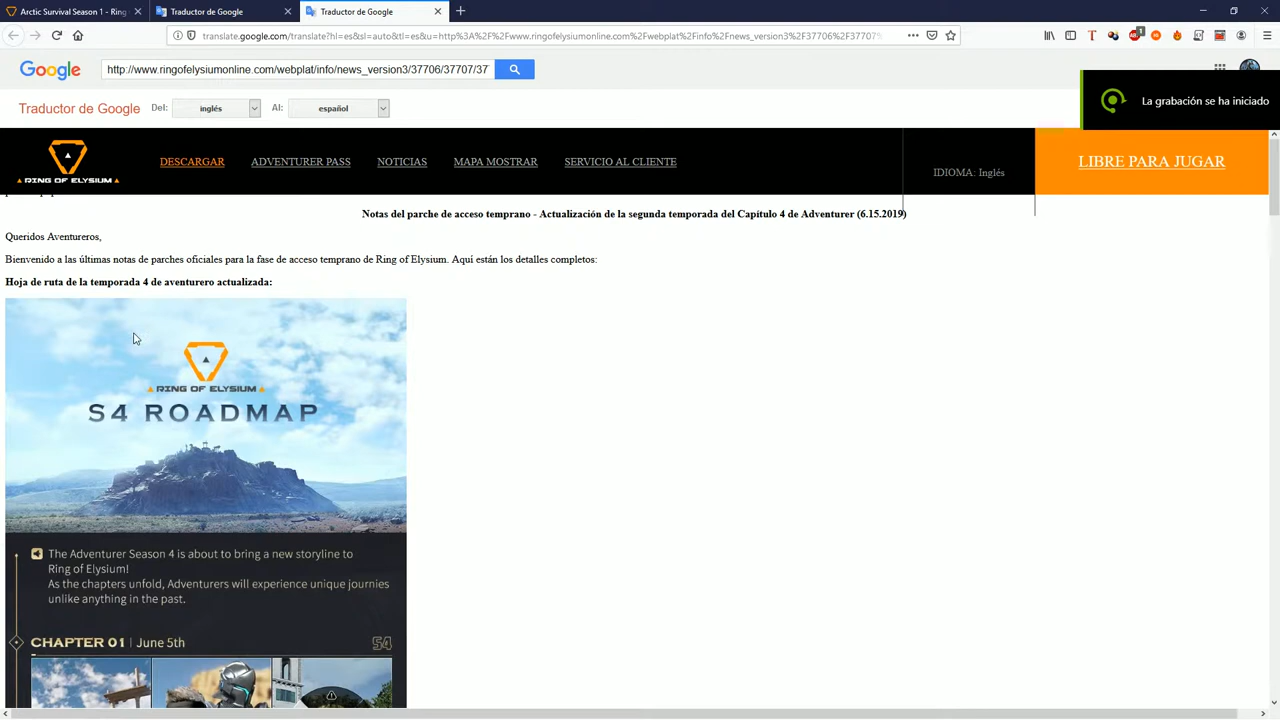 Arctic Survival Season 1 - Ring
Traductor de Google
Traductor de Google
translate.google.com/translate?hl=es&sl=auto&tl=es&u=http%3A%2F%2Fwww.ringofelysiumonline.com%2Fwebplat%2Finfo%2Fnews_version3%2F37706%2F37707%
Google
http://www.ringofelysiumonline.com/webplat/info/news_version3/37706/37707/37
La grabación se ha iniciado
Traductor de Google
Del:
inglés
Al:
español
RING OF ELYSIUM
DESCARGAR
ADVENTURER PASS
NOTICIAS
MAPA MOSTRAR
SERVICIO AL CLIENTE
IDIOMA: Inglés
LIBRE PARA JUGAR
Notas del parche de acceso temprano - Actualización de la segunda temporada del Capítulo 4 de Adventurer (6.15.2019)
Queridos Aventureros,
Bienvenido a las últimas notas de parches oficiales para la fase de acceso temprano de Ring of Elysium. Aquí están los detalles completos:
Hoja de ruta de la temporada 4 de aventurero actualizada:
RING OF ELYSIUM
S4 ROADMAP
The Adventurer Season 4 is about to bring a new storyline to
Ring of Elysium!
As the chapters unfold, Adventurers will experience unique journies
unlike anything in the past.
CHAPTER 01 | June 5th
S4